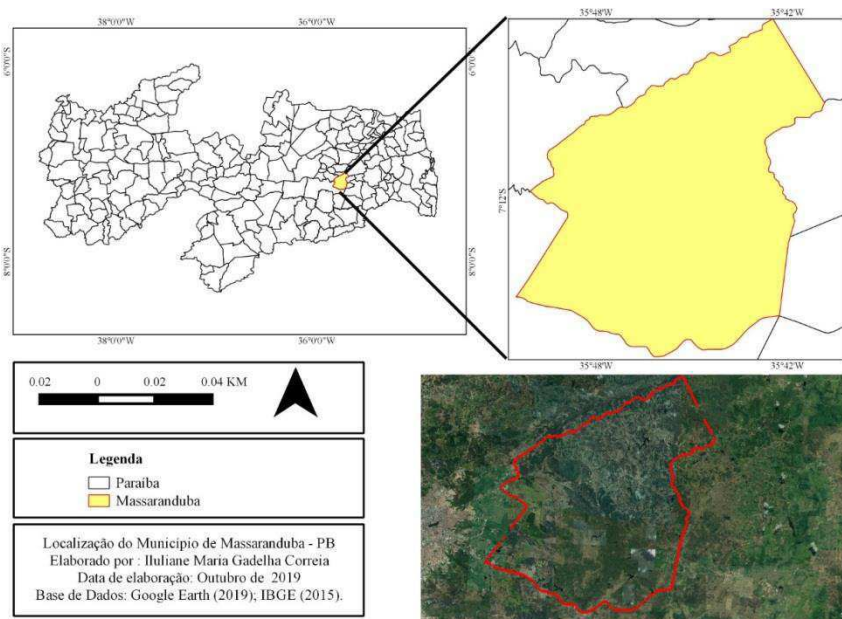 38°0'0"W
36°0'0"W
6°0'0"S
8°0'0"S
6°0'0"S
8°0'0"S
38°0'0"W
36°0'0"W
35°48'W
35°42'W
7°12'S
7°12'S
35°48'W
35°42'W
0.02 0 0.02 0.04 KM
Legenda
Paraíba
Massaranduba
Localização do Município de Massaranduba - PB
Elaborado por : Iluliane Maria Gadelha Correia
Data de elaboração: Outubro de 2019
Base de Dados: Google Earth (2019); IBGE (2015).